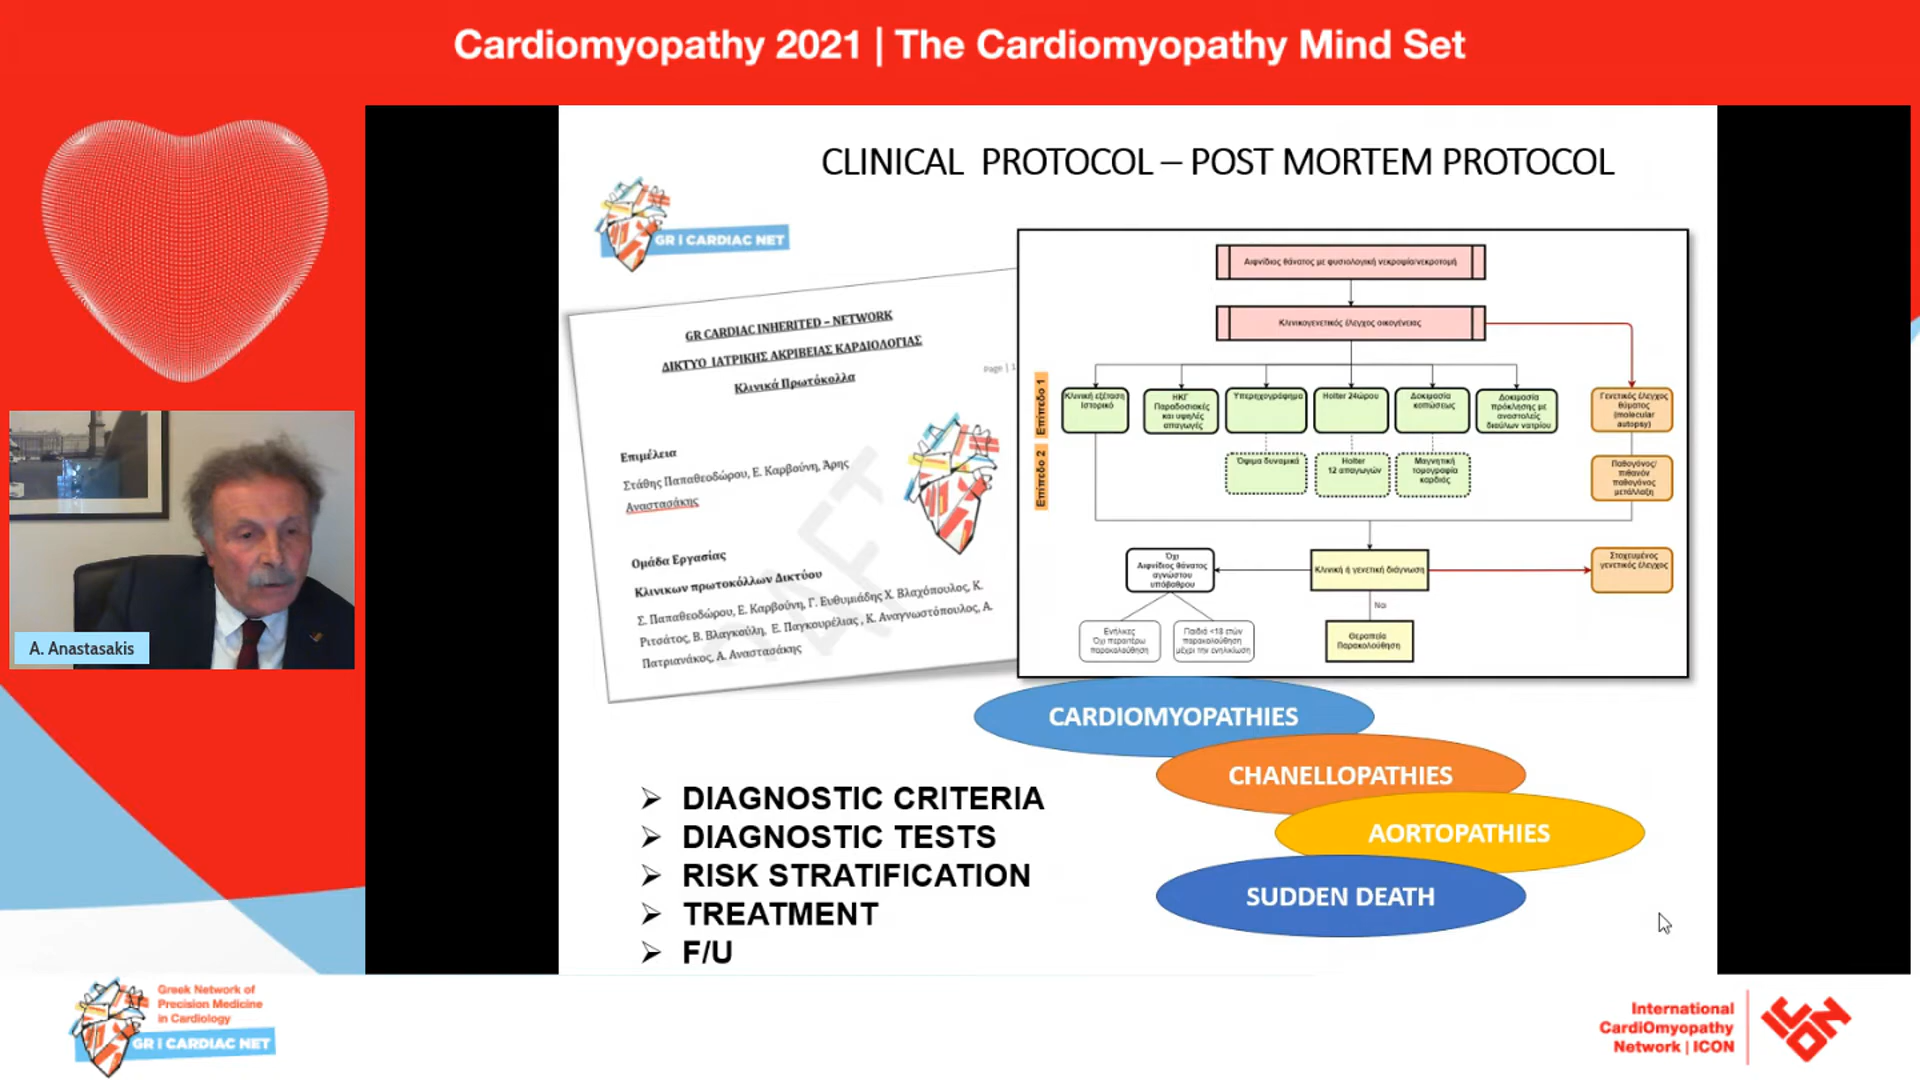 Cardiomyopathy 2021 | The Cardiomyopathy Mind Set
CLINICAL PROTOCOL – POST MORTEM PROTOCOL
GR i CARDIAC NET
GR CARDIAC INHERITED – NETWORK
ΔΙΚΤΥΟ ΙΑΤΡΙΚΗΣ ΑΚΡΙΒΕΙΑΣ ΚΑΡΔΙΟΛΟΓΙΑΣ
Κλινικά Πρωτόκολλα
Page | 1
Επιμέλεια
Στάθης Παπαθεοδώρου, Ε. Καρβούνη, Άρης
Αναστασάκης
Ομάδα Εργασίας
Κλινικων πρωτοκόλλων Δικτύου
Σ. Παπαθεοδώρου, Ε. Καρβούνη, Γ. Ευθυμιάδης Χ. Βλαχόπουλος, Κ.
Ριτσάτος, Β. Βλαγκούλη, Ε. Παγκουρέλιας , Κ. Αναγνωστόπουλος, Α.
Πατριανάκος, Α. Αναστασάκης
Αιφνίδιος θάνατος με φυσιολογική νεκροψία/νεκροτομή
Κλινικογενετικός έλεγχος οικογένειας
Επίπεδο 1
Κλινική εξέταση
Ιστορικό
ΗΚΓ
Παραδοσιακές
και υψηλές
απαγωγές
Υπερηχογράφημα
Holter 24ώρου
Δοκιμασία
κοπώσεως
Δοκιμασία
πρόκλησης με
αναστολείς
διαύλων νατρίου
Γενετικός έλεγχος
θύματος
(molecular
autopsy)
Επίπεδο 2
Όψιμα δυναμικά
Holter
12 απαγωγών
Μαγνητική
τομογραφία
καρδιάς
Παθογόνος/
πιθανόν
παθογόνος
μετάλλαξη
Όχι
Αιφνίδιος θάνατος
αγνώστου
υπόβαθρου
Κλινική ή γενετική διάγνωση
Στοχευμένος
γενετικός έλεγχος
Ναι
Ενήλικες
Όχι περαιτέρω
παρακολούθηση
Παιδιά <18 ετών
παρακολούθηση
μέχρι την ενηλικίωση
Θεραπεία
Παρακολούθηση
CARDIOMYOPATHIES
CHANELLOPATHIES
AORTOPATHIES
SUDDEN DEATH
➢ DIAGNOSTIC CRITERIA
➢ DIAGNOSTIC TESTS
➢ RISK STRATIFICATION
➢ TREATMENT
➢ F/U
A. Anastasakis
Greek Network of
Precision Medicine
in Cardiology
GR i CARDIAC NET
International
CardiOmyopathy
Network | ICON
ICON